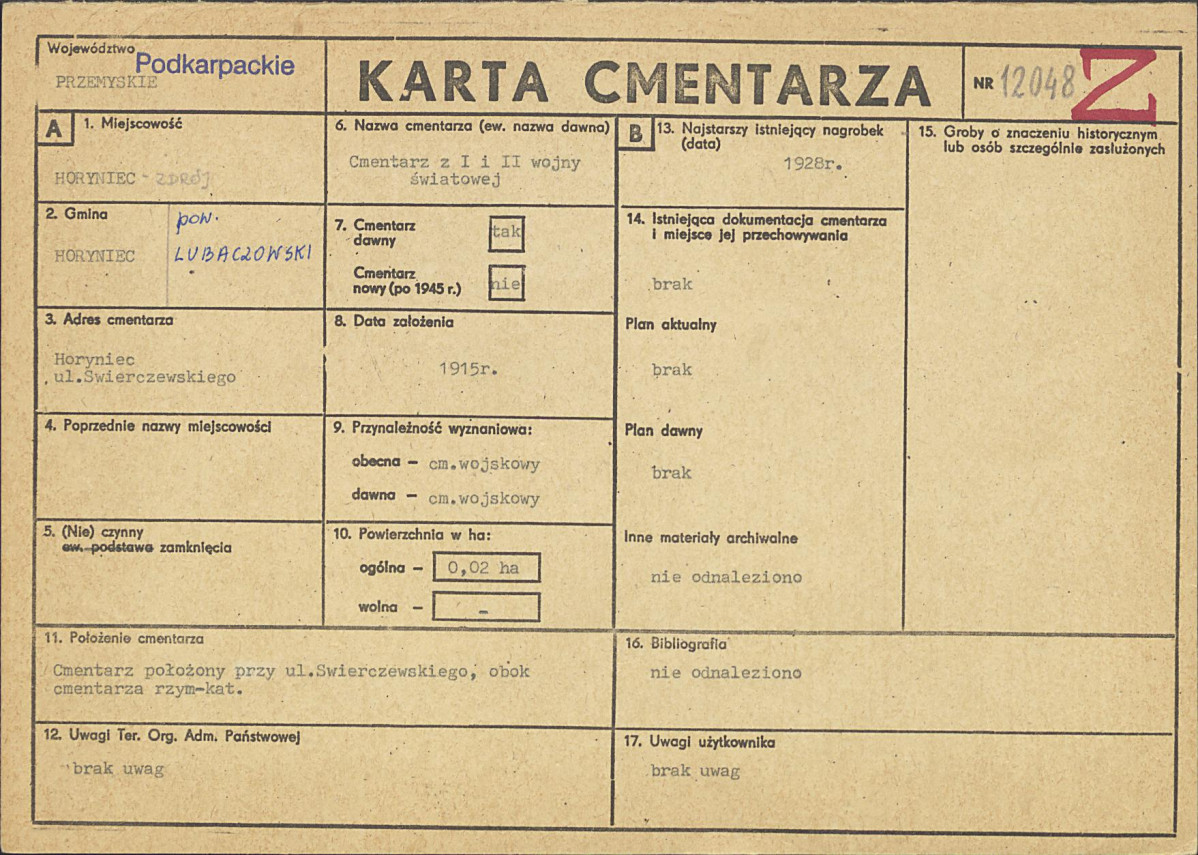 Województwo
Podkarpackie
PRZEMYSKIE
KARTA CMENTARZA
NR 12048
Z
A
1. Miejscowość
HORYNIEC - ZDRÓJ
2. Gmina
HORYNIEC
pow.
LUBACZOWSKI
3. Adres cmentarza
Horyniec
ul.Swierczewskiego
4. Poprzednie nazwy miejscowości
5. (Nie) czynny
ew. podstawa zamknięcia
6. Nazwa cmentarza (ew. nazwa dawna)
Cmentarz z I i II wojny
światowej
7. Cmentarz
dawny
tak
Cmentarz
nowy (po 1945 r.)
nie
8. Data założenia
1915r.
9. Przynależność wyznaniowa:
obecna – cm.wojskowy
dawna – cm.wojskowy
10. Powierzchnia w ha:
ogólna – 0,02 ha
wolna – –
11. Położenie cmentarza
Cmentarz położony przy ul.Swierczewskiego, obok
cmentarza rzym-kat.
12. Uwagi Ter. Org. Adm. Państwowej
brak uwag
B
13. Najstarszy istniejący nagrobek
(data)
1928r.
14. Istniejąca dokumentacja cmentarza
i miejsce jej przechowywania
brak
Plan aktualny
brak
Plan dawny
brak
Inne materiały archiwalne
nie odnaleziono
15. Groby o znaczeniu historycznym
lub osób szczególnie zasłużonych
16. Bibliografia
nie odnaleziono
17. Uwagi użytkownika
brak uwag